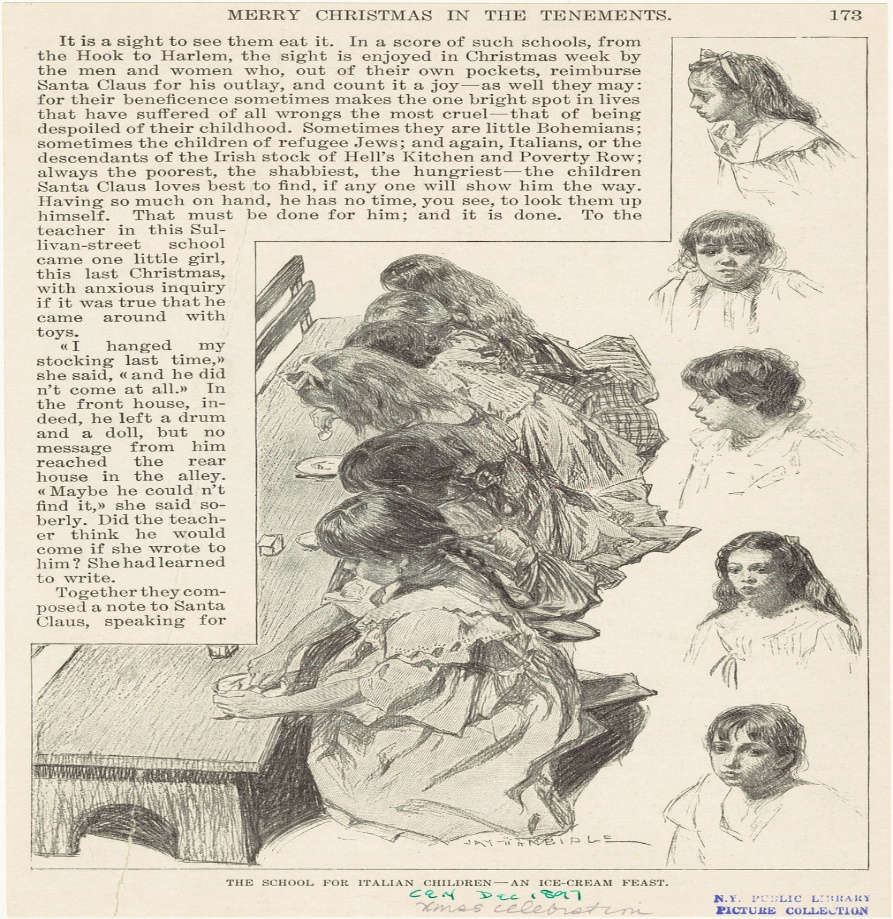 MERRY CHRISTMAS IN THE TENEMENTS. 173
It is a sight to see them eat it. In a score of such schools, from
the Hook to Harlem, the sight is enjoyed in Christmas week by
the men and women who, out of their own pockets, reimburse
Santa Claus for his outlay, and count it a joy—as well they may:
for their beneficence sometimes makes the one bright spot in lives
that have suffered of all wrongs the most cruel—that of being
despoiled of their childhood. Sometimes they are little Bohemians;
sometimes the children of refugee Jews; and again, Italians, or the
descendants of the Irish stock of Hell's Kitchen and Poverty Row;
always the poorest, the shabbiest, the hungriest—the children
Santa Claus loves best to find, if any one will show him the way.
Having so much on hand, he has no time, you see, to look them up
himself. That must be done for him; and it is done. To the
teacher in this Sul-
livan-street school
came one little girl,
this last Christmas,
with anxious inquiry
if it was true that he
came around with
toys.
«I hanged my
stocking last time,»
she said, «and he did
n't come at all.» In
the front house, in-
deed, he left a drum
and a doll, but no
message from him
reached the rear
house in the alley.
«Maybe he could n't
find it,» she said so-
berly. Did the teach-
er think he would
come if she wrote to
him? She had learned
to write.
Together they com-
posed a note to Santa
Claus, speaking for
JAY HAMBIDGE
THE SCHOOL FOR ITALIAN CHILDREN—AN ICE-CREAM FEAST.
CEN Dec 1897
Xmas celebration
N.Y. PUBLIC LIBRARY
PICTURE COLLECTION